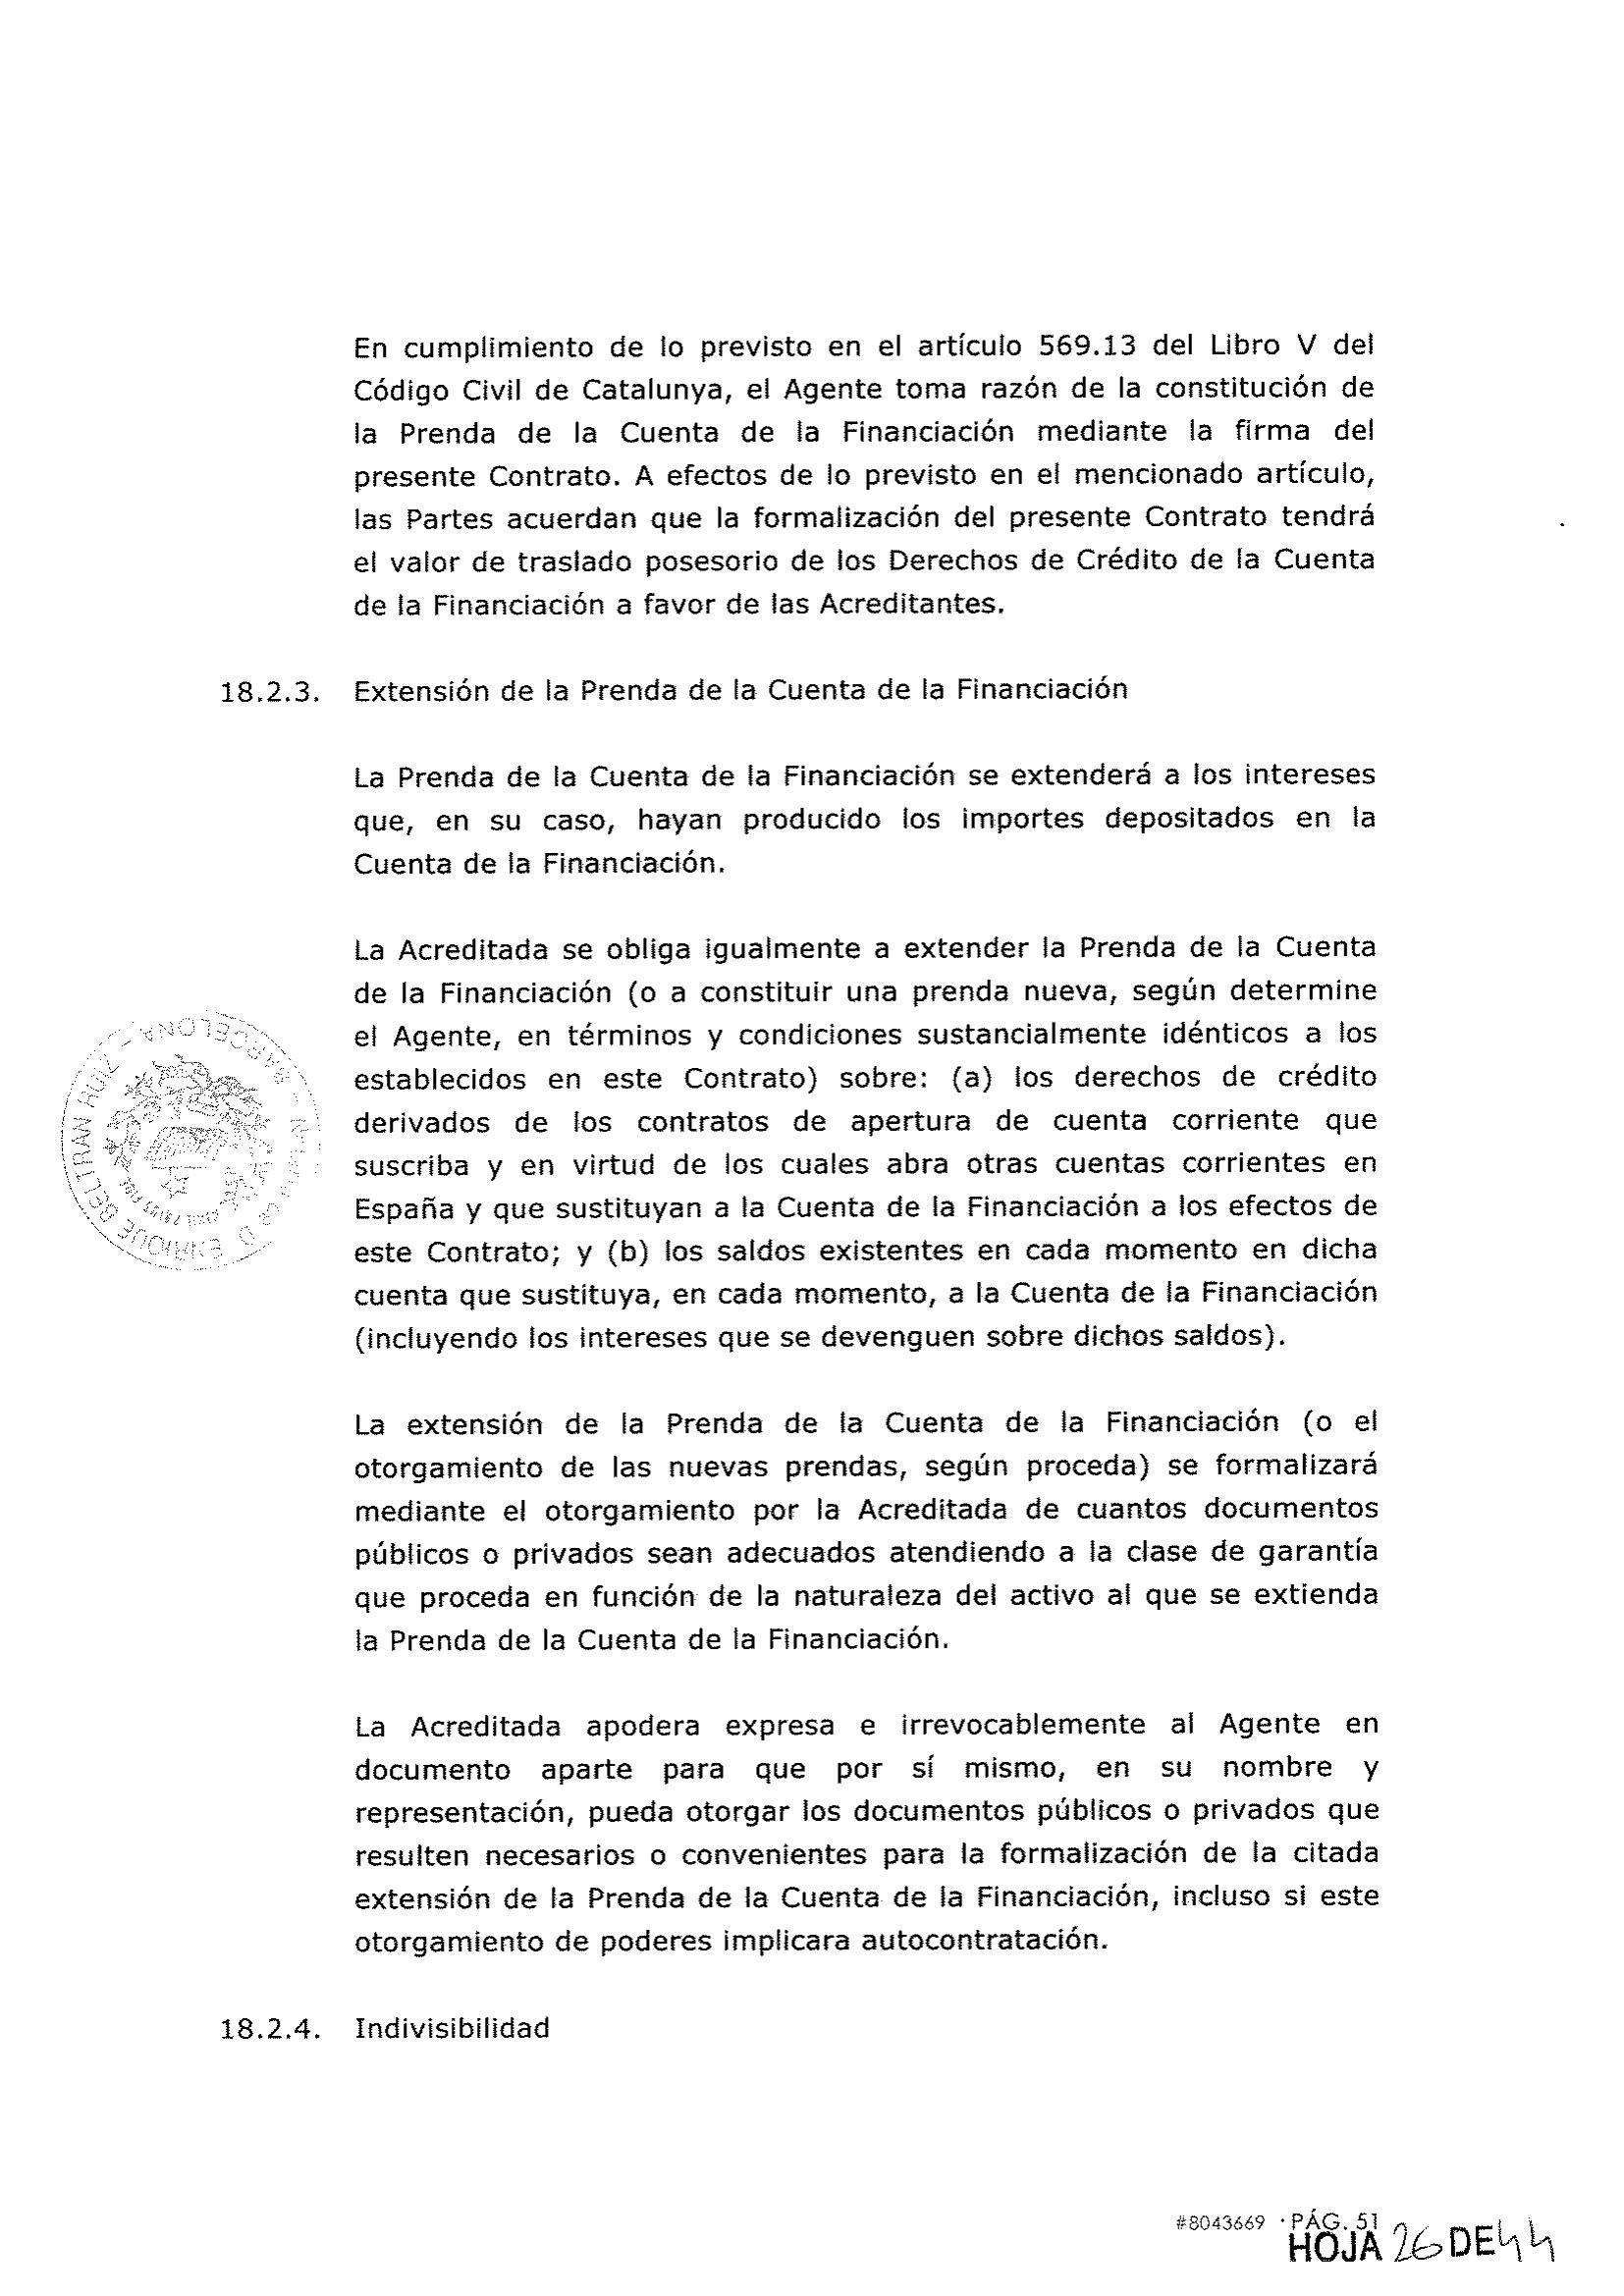 En cumplimiento de lo previsto en el artículo 569.13 del Libro V del
Código Civil de Catalunya, el Agente toma razón de la constitución de
la Prenda de la Cuenta de la Financiación mediante la firma del
presente Contrato. A efectos de lo previsto en el mencionado artículo,
las Partes acuerdan que la formalización del presente Contrato tendrá
el valor de traslado posesorio de los Derechos de Crédito de la Cuenta
de la Financiación a favor de las Acreditantes.
18.2.3. Extensión de la Prenda de la Cuenta de la Financiación
La Prenda de la Cuenta de la Financiación se extenderá a los intereses
que, en su caso, hayan producido los importes depositados en la
Cuenta de la Financiación.
La Acreditada se obliga igualmente a extender la Prenda de la Cuenta
de la Financiación (o a constituir una prenda nueva, según determine
el Agente, en términos y condiciones sustancialmente idénticos a los
establecidos en este Contrato) sobre: (a) los derechos de crédito
derivados de los contratos de apertura de cuenta corriente que
suscriba y en virtud de los cuales abra otras cuentas corrientes en
España y que sustituyan a la Cuenta de la Financiación a los efectos de
este Contrato; y (b) los saldos existentes en cada momento en dicha
cuenta que sustituya, en cada momento, a la Cuenta de la Financiación
(incluyendo los intereses que se devenguen sobre dichos saldos).
La extensión de la Prenda de la Cuenta de la Financiación (o el
otorgamiento de las nuevas prendas, según proceda) se formalizará
mediante el otorgamiento por la Acreditada de cuantos documentos
públicos o privados sean adecuados atendiendo a la clase de garantía
que proceda en función de la naturaleza del activo al que se extienda
la Prenda de la Cuenta de la Financiación.
La Acreditada apodera expresa e irrevocablemente al Agente en
documento aparte para que por sí mismo, en su nombre y
representación, pueda otorgar los documentos públicos o privados que
resulten necesarios o convenientes para la formalización de la citada
extensión de la Prenda de la Cuenta de la Financiación, incluso si este
otorgamiento de poderes implicara autocontratación.
18.2.4. Indivisibilidad
D. ENRIQUE BELTRAN RUIZ - BARCELONA -
#8043669 · PÁG. 51
HOJA 26 DE 44